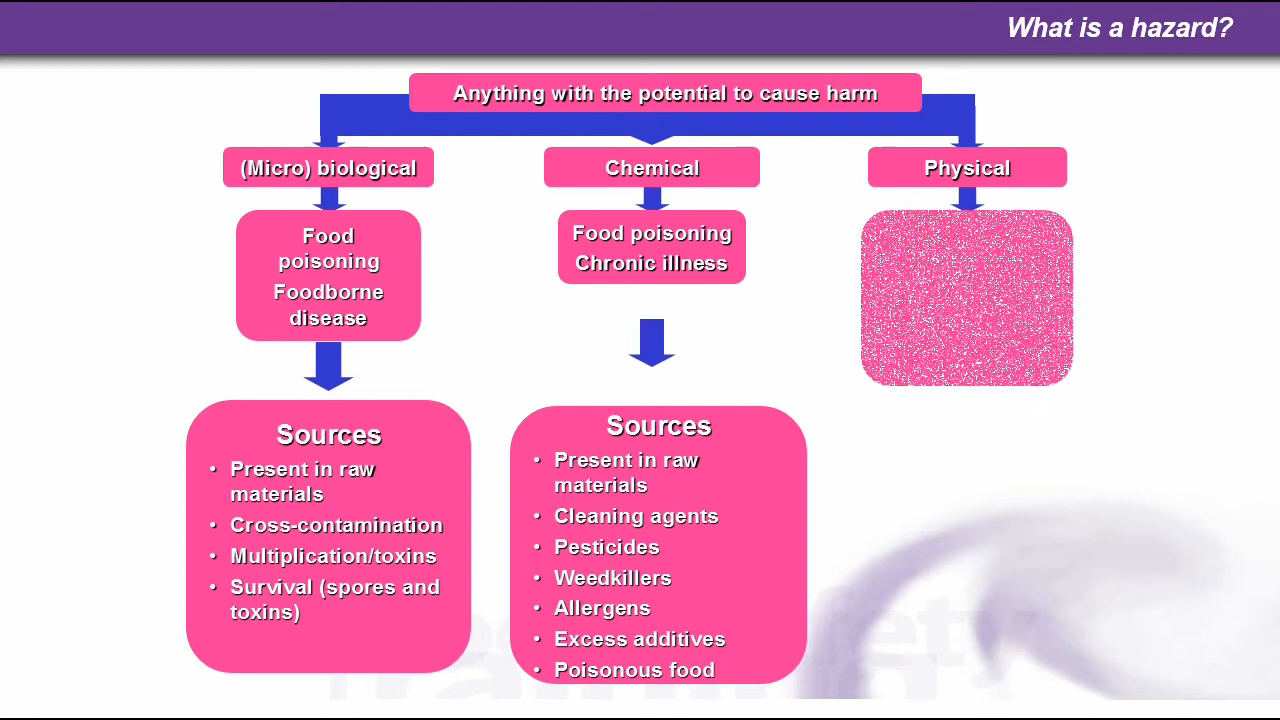 What is a hazard?
Anything with the potential to cause harm
(Micro) biological
Chemical
Physical
Food
poisoning
Foodborne
disease
Food poisoning
Chronic illness
Sources
• Present in raw
materials
• Cross-contamination
• Multiplication/toxins
• Survival (spores and
toxins)
Sources
• Present in raw
materials
• Cleaning agents
• Pesticides
• Weedkillers
• Allergens
• Excess additives
• Poisonous food